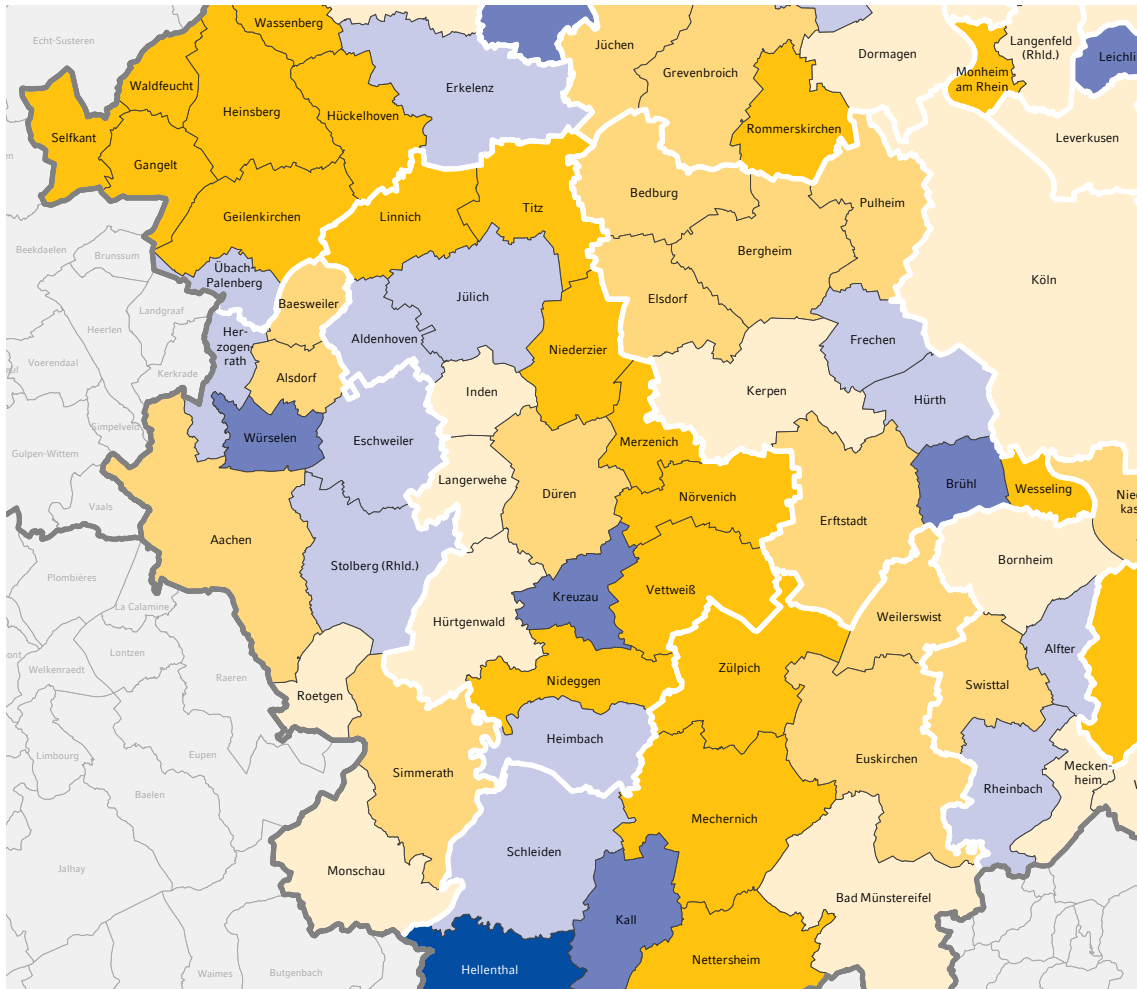 Echt-Susteren
Wassenberg
Jüchen
Dormagen
Langenfeld
(Rhld.)
Leichli
Waldfeucht
Heinsberg
Hückelhoven
Erkelenz
Grevenbroich
Monheim
am Rhein
Selfkant
Gangelt
Rommerskirchen
Leverkusen
Geilenkirchen
Linnich
Titz
Bedburg
Pulheim
Beekdaelen
Brunssum
Übach-
Palenberg
Bergheim
Köln
Baesweiler
Jülich
Elsdorf
Landgraaf
Heerlen
Her-
zogen-
rath
Aldenhoven
Niederzier
Frechen
Voerendaal
Kerkrade
Alsdorf
Inden
Kerpen
Hürth
Simpelveld
Gulpen-Wittem
Würselen
Eschweiler
Merzenich
Vaals
Langerwehe
Düren
Nörvenich
Brühl
Wesseling
Nied
kas
Aachen
Erftstadt
Stolberg (Rhld.)
Bornheim
Plombières
La Calamine
Kreuzau
Vettweiß
Hürtgenwald
Weilerswist
Alfter
Lontzen
Welkenraedt
Raeren
Roetgen
Nideggen
Zülpich
Swisttal
Limbourg
Eupen
Heimbach
Simmerath
Euskirchen
Mecken-
heim
Rheinbach
Baelen
Mechernich
Jalhay
Monschau
Schleiden
Bad Münstereifel
Kall
Waimes
Butgenbach
Hellenthal
Nettersheim